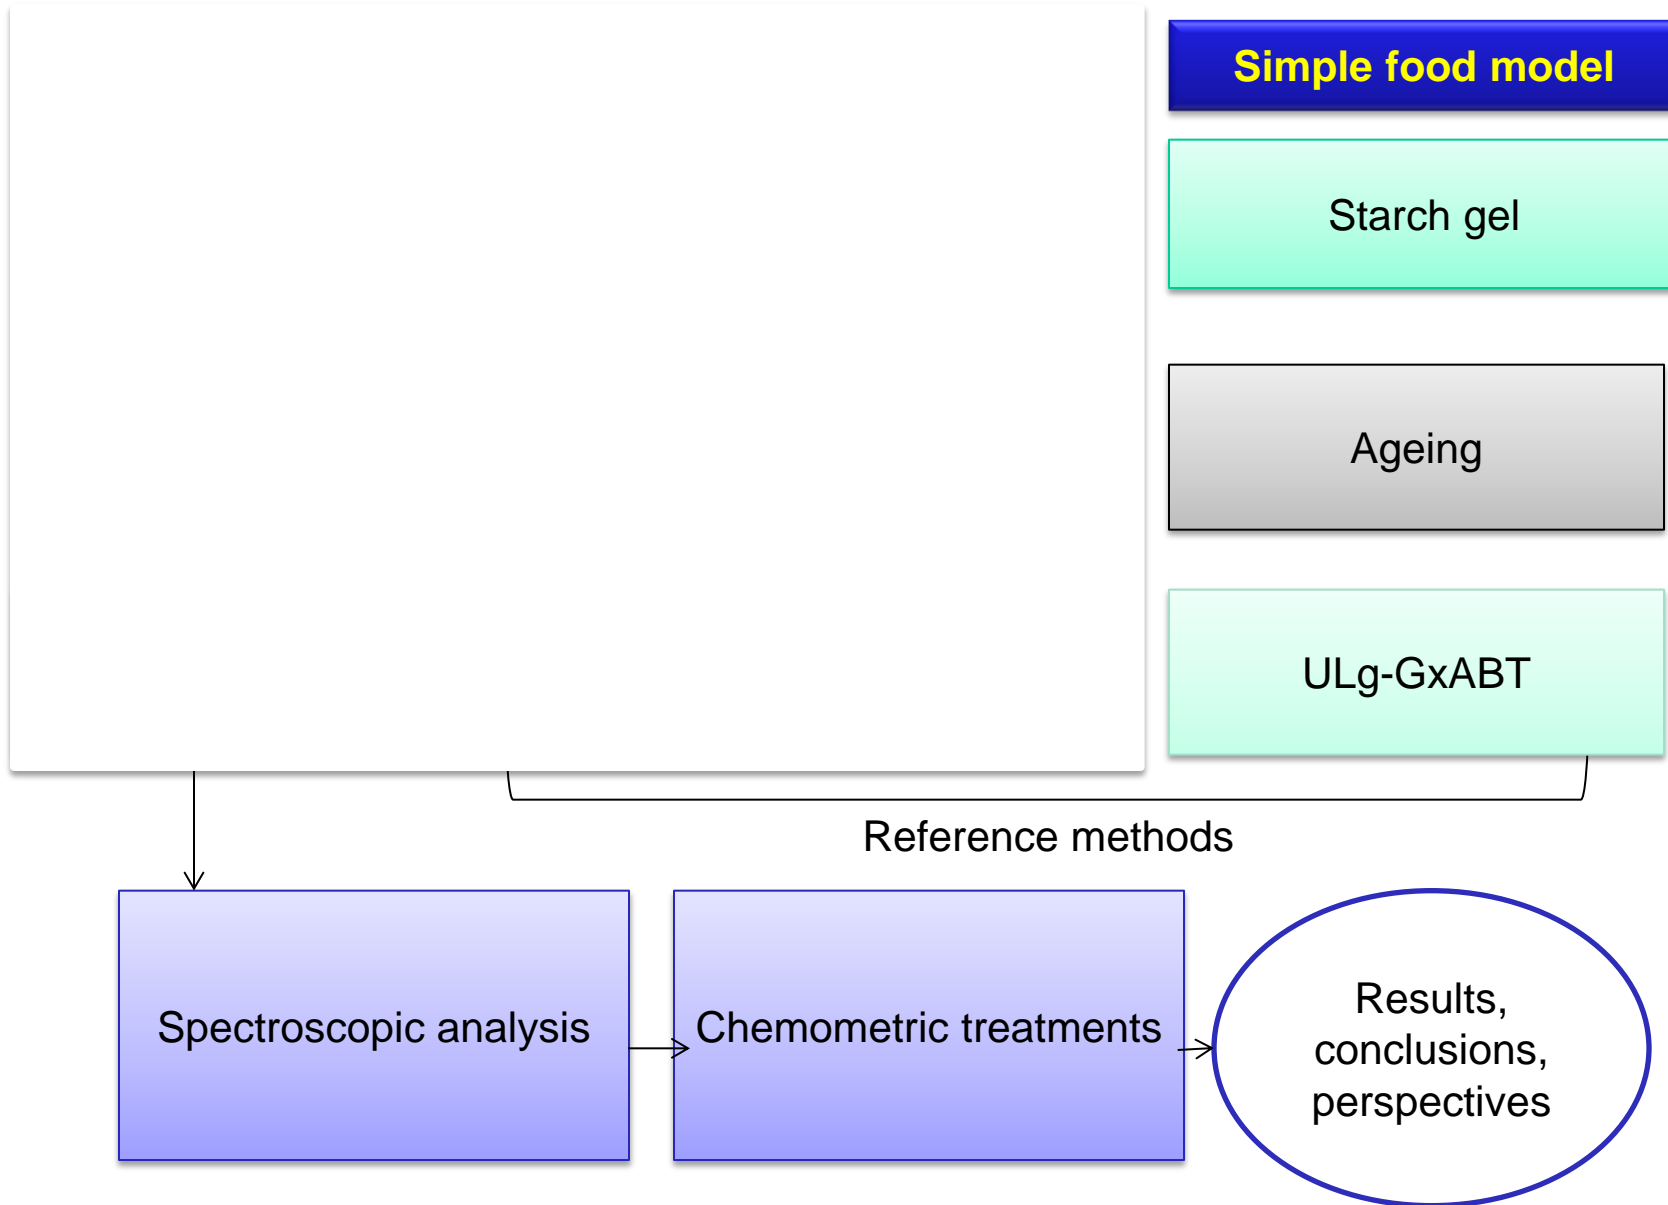 Simple food model
Starch gel
Ageing
ULg-GxABT
Reference methods
Spectroscopic analysis
Chemometric treatments
Results,
conclusions,
perspectives